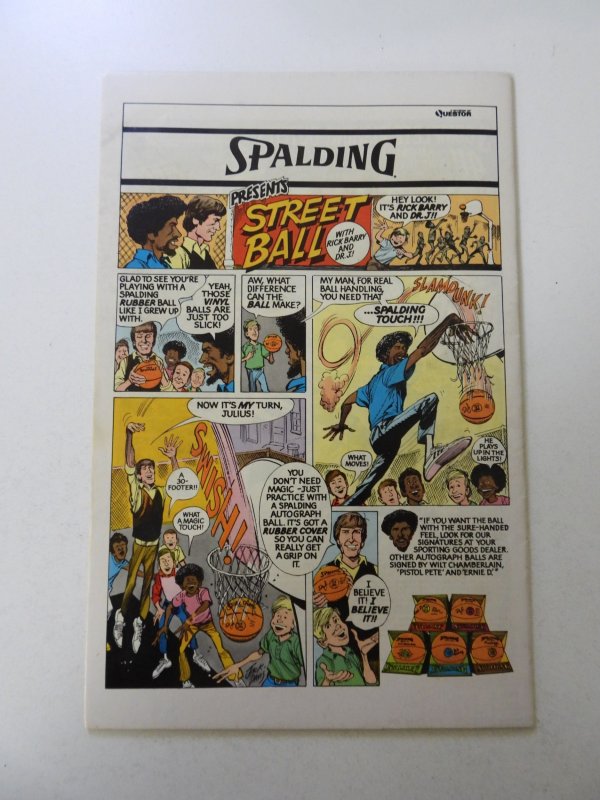 QUESTOR
SPALDING
PRESENTS
STREET
BALL
WITH
RICK BARRY
AND
DR. J!
HEY LOOK!
IT'S RICK BARRY
AND DR. J!!
GLAD TO SEE YOU'RE
PLAYING WITH A
SPALDING
RUBBER BALL
LIKE I GREW UP
WITH.
YEAH,
THOSE
VINYL
BALLS ARE
JUST TOO
SLICK!
AW, WHAT
DIFFERENCE
CAN THE
BALL MAKE?
MY MAN, FOR REAL
BALL HANDLING,
YOU NEED THAT
...SPALDING
TOUCH!!!
SLAMDUNK!
WHAT
MOVES!
HE
PLAYS
UP IN THE
LIGHTS!
NOW IT'S MY TURN,
JULIUS!
A
30-
FOOTER!!
WHAT
A MAGIC
TOUCH!
SWISH!
YOU
DON'T NEED
MAGIC-JUST
PRACTICE WITH
A SPALDING
AUTOGRAPH
BALL. IT'S GOT A
RUBBER COVER
SO YOU CAN
REALLY GET
A GRIP ON
IT.
I
BELIEVE
IT! I
BELIEVE
IT!!
"IF YOU WANT THE BALL
WITH THE SURE-HANDED
FEEL, LOOK FOR OUR
SIGNATURES AT YOUR
SPORTING GOODS DEALER.
OTHER AUTOGRAPH BALLS ARE
SIGNED BY WILT CHAMBERLAIN,
'PISTOL PETE' AND 'ERNIE D.'"